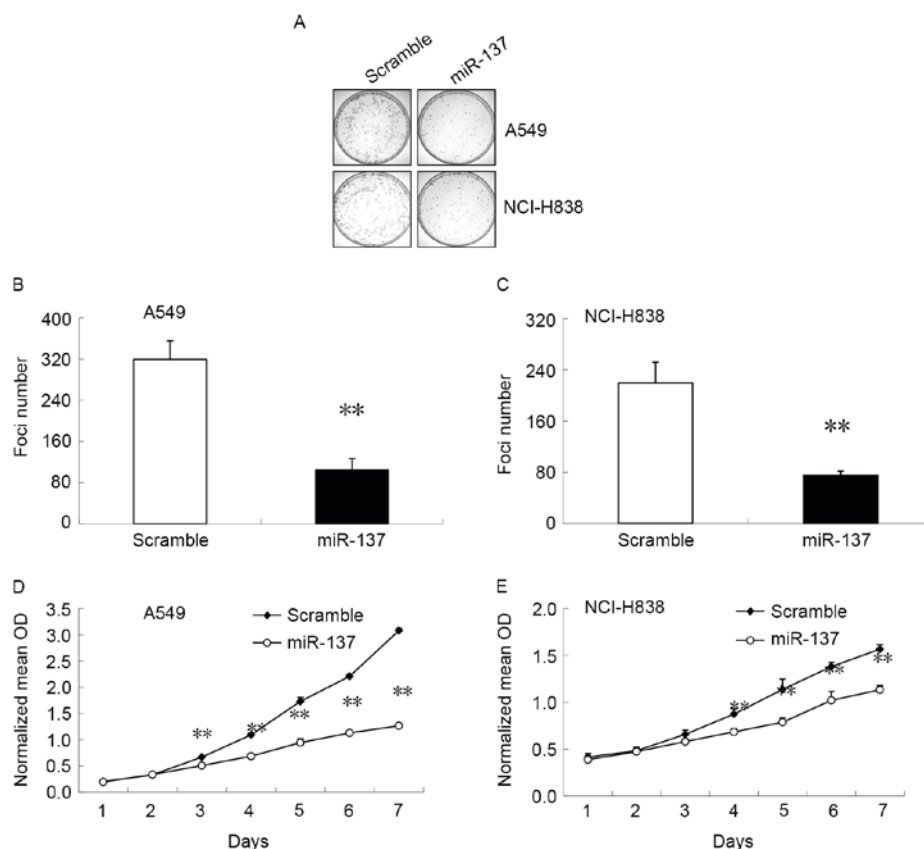 A
Scramble
miR-137
A549
NCI-H838
B
A549
Foci number
400
320
240
160
80
0
**
Scramble
miR-137
C
NCI-H838
Foci number
320
240
160
80
0
**
Scramble
miR-137
D
A549
Scramble
miR-137
Normalized mean OD
3.5
3.0
2.5
2.0
1.5
1.0
0.5
0.0
** ** ** ** **
1 2 3 4 5 6 7
Days
E
NCI-H838
Scramble
miR-137
Normalized mean OD
2.0
1.5
1.0
0.5
0.0
** ** ** **
1 2 3 4 5 6 7
Days